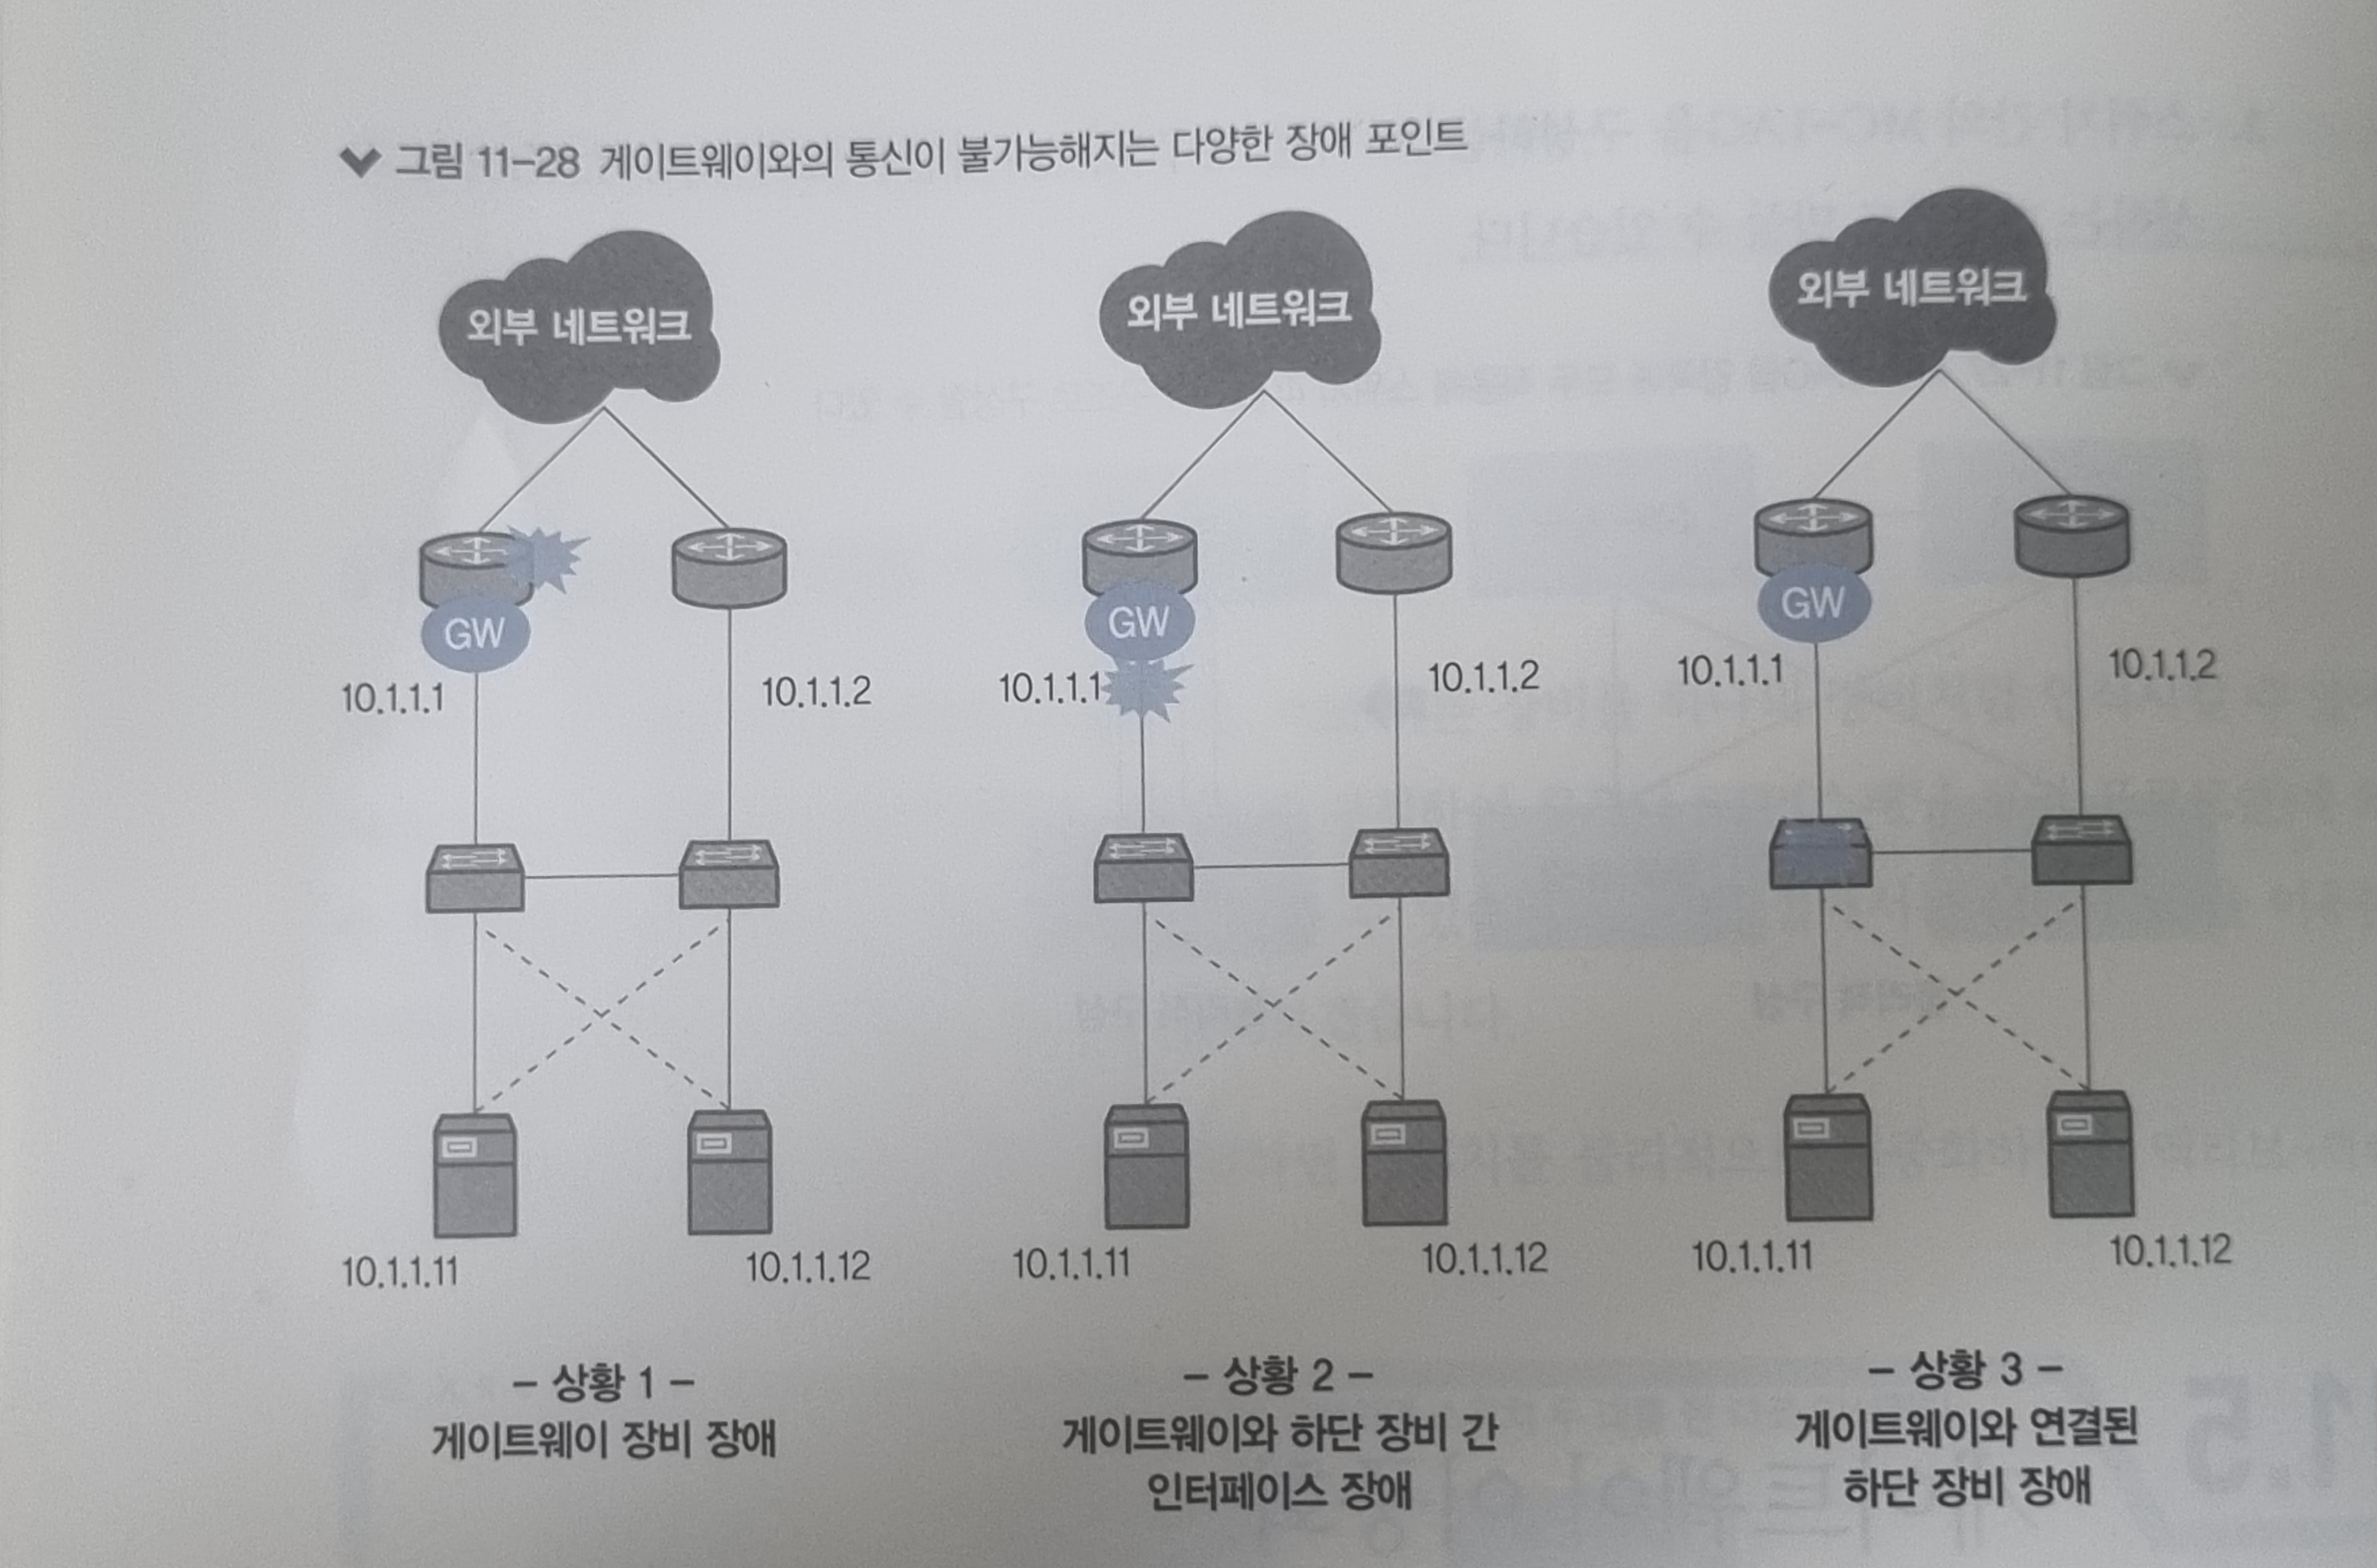 그림 11-28 게이트웨이와의 통신이 불가능해지는 다양한 장애 포인트
외부 네트워크
GW
10.1.1.1
10.1.1.2
10.1.1.11
10.1.1.12
- 상황 1 -
게이트웨이 장비 장애
외부 네트워크
GW
10.1.1.1
10.1.1.2
10.1.1.11
10.1.1.12
- 상황 2 -
게이트웨이와 하단 장비 간
인터페이스 장애
외부 네트워크
GW
10.1.1.1
10.1.1.2
10.1.1.11
10.1.1.12
- 상황 3 -
게이트웨이와 연결된
하단 장비 장애